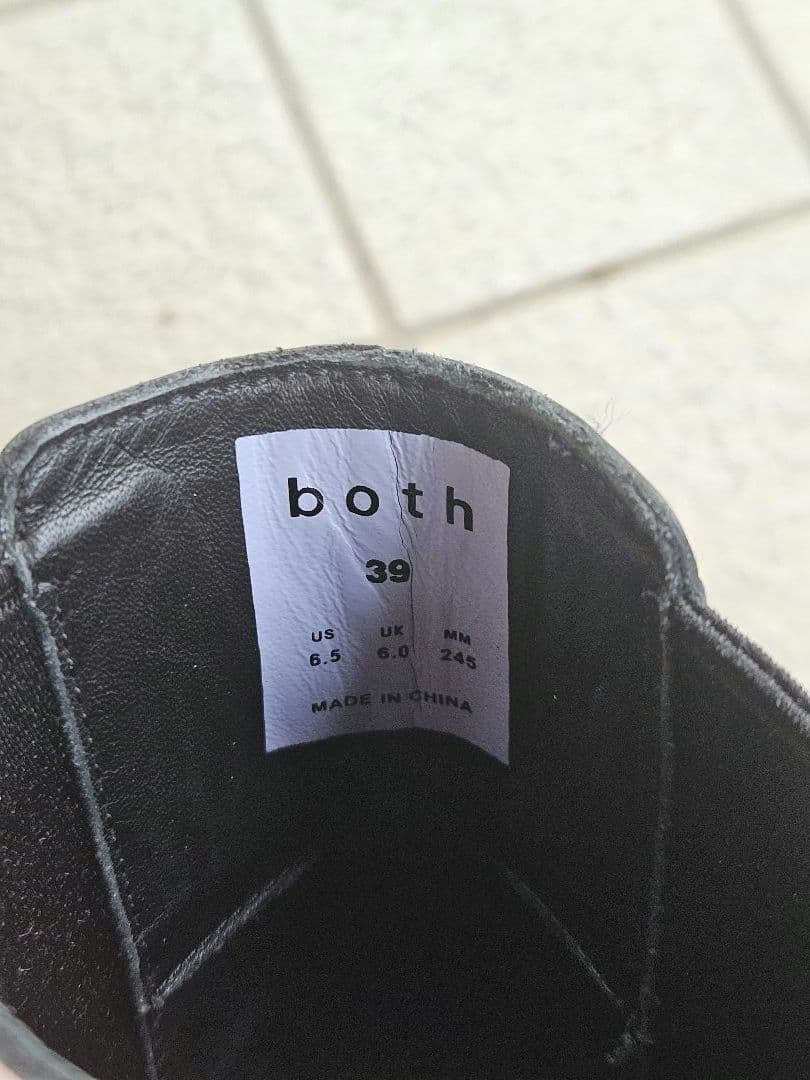 both
39
US UK MM
6.5 6.0 245
MADE IN CHINA